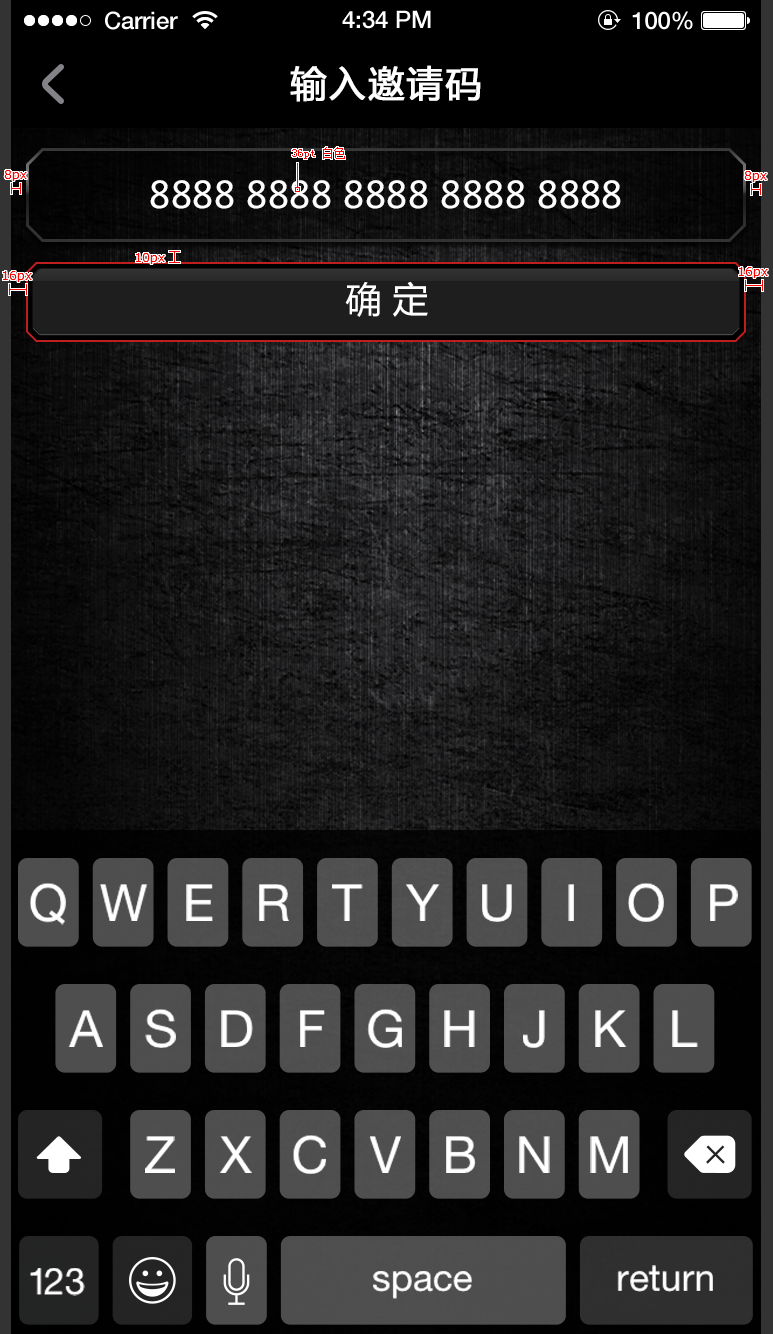 Carrier 4:34 PM 100%
输入邀请码
36pt 白色
8px 8px
8888 8888 8888 8888 8888
10px
16px 16px
确 定
Q W E R T Y U I O P
A S D F G H J K L
Z X C V B N M
123 space return